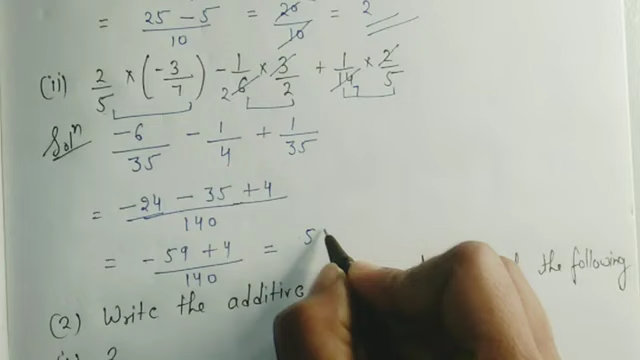 = 25 - 5 / 10 = 20 / 10 = 2
(ii) 2/5 × (-3/7) - 1/6 × 3/2 + 1/14 × 2/5
2 7
Solⁿ -6/35 - 1/4 + 1/35
= -24 - 35 + 4 / 140
= -59 + 4 / 140 = 5
(2) Write the additive the following